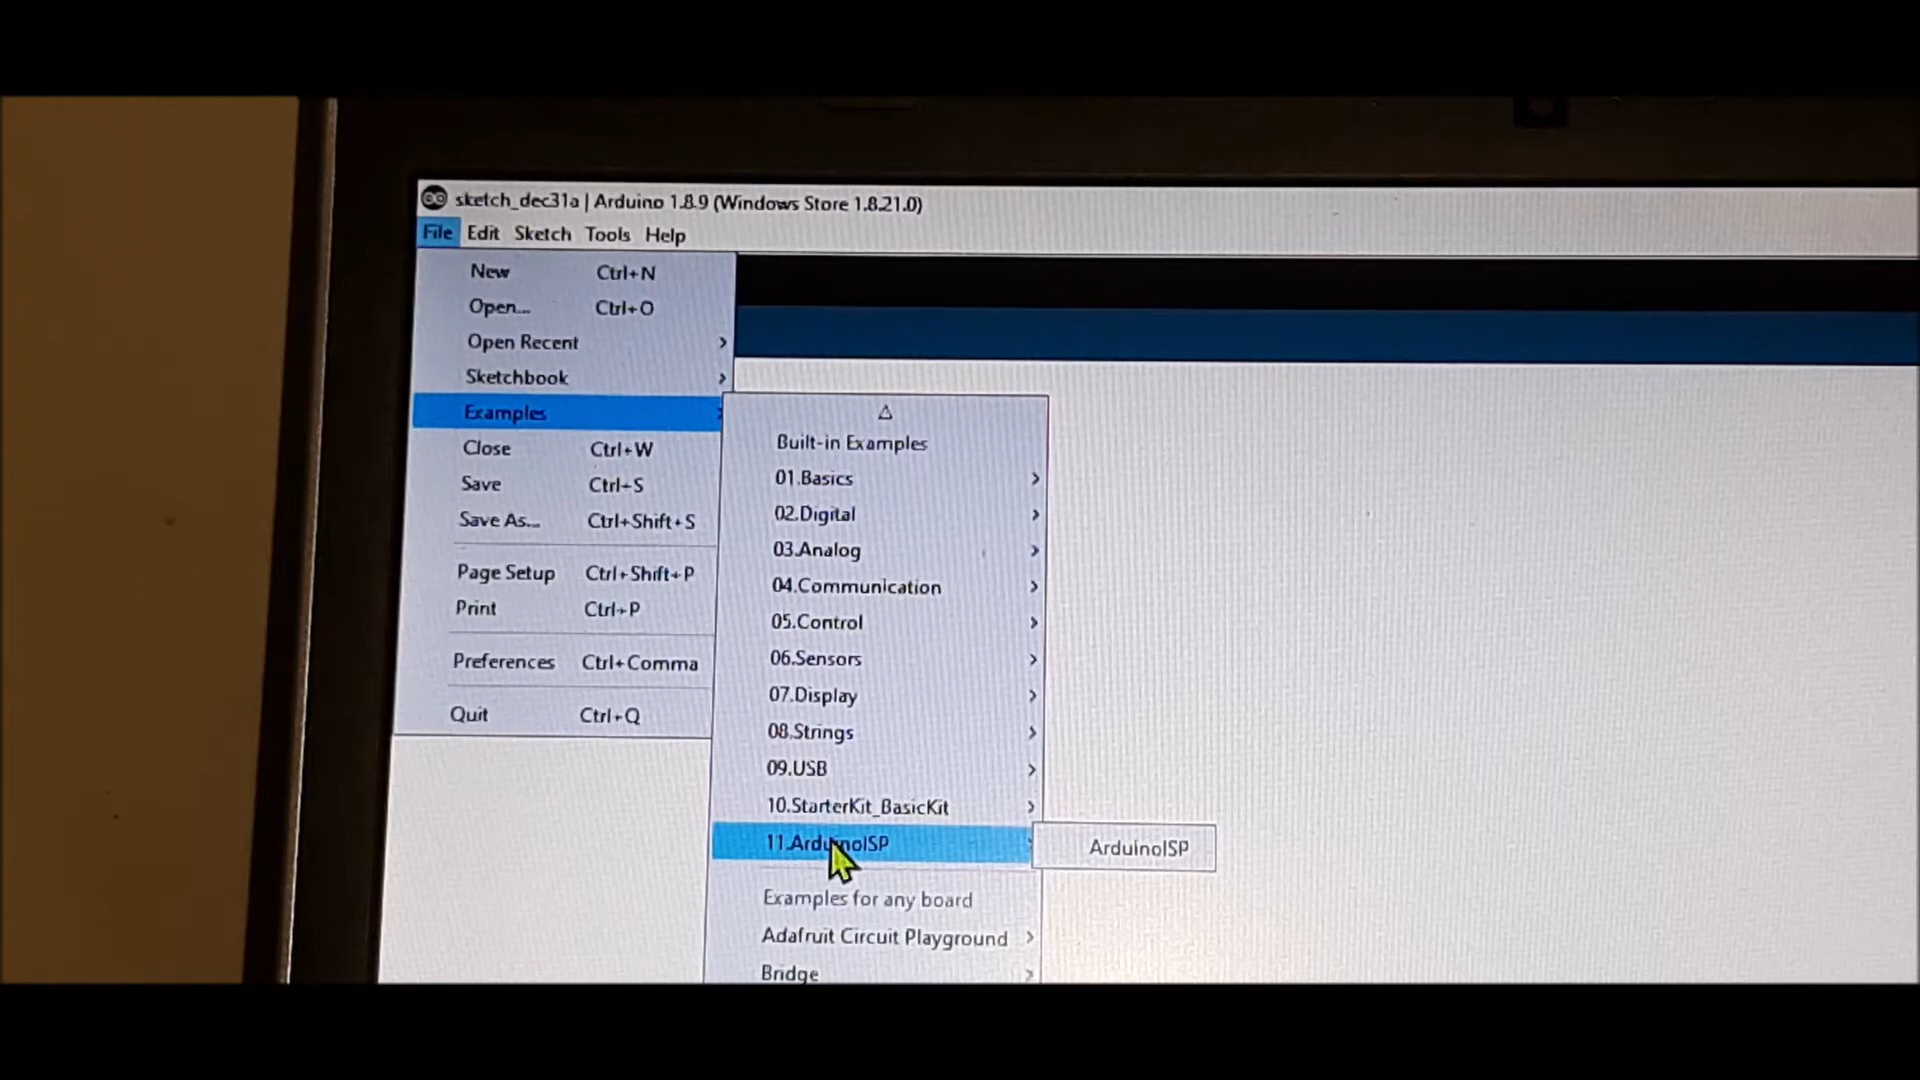 sketch_dec31a | Arduino 1.8.9 (Windows Store 1.8.21.0)
File Edit Sketch Tools Help
New Ctrl+N
Open... Ctrl+O
Open Recent
Sketchbook
Examples
Close Ctrl+W
Save Ctrl+S
Save As... Ctrl+Shift+S
Page Setup Ctrl+Shift+P
Print Ctrl+P
Preferences Ctrl+Comma
Quit Ctrl+Q
Built-in Examples
01.Basics
02.Digital
03.Analog
04.Communication
05.Control
06.Sensors
07.Display
08.Strings
09.USB
10.StarterKit_BasicKit
11.ArduinoISP
ArduinoISP
Examples for any board
Adafruit Circuit Playground
Bridge